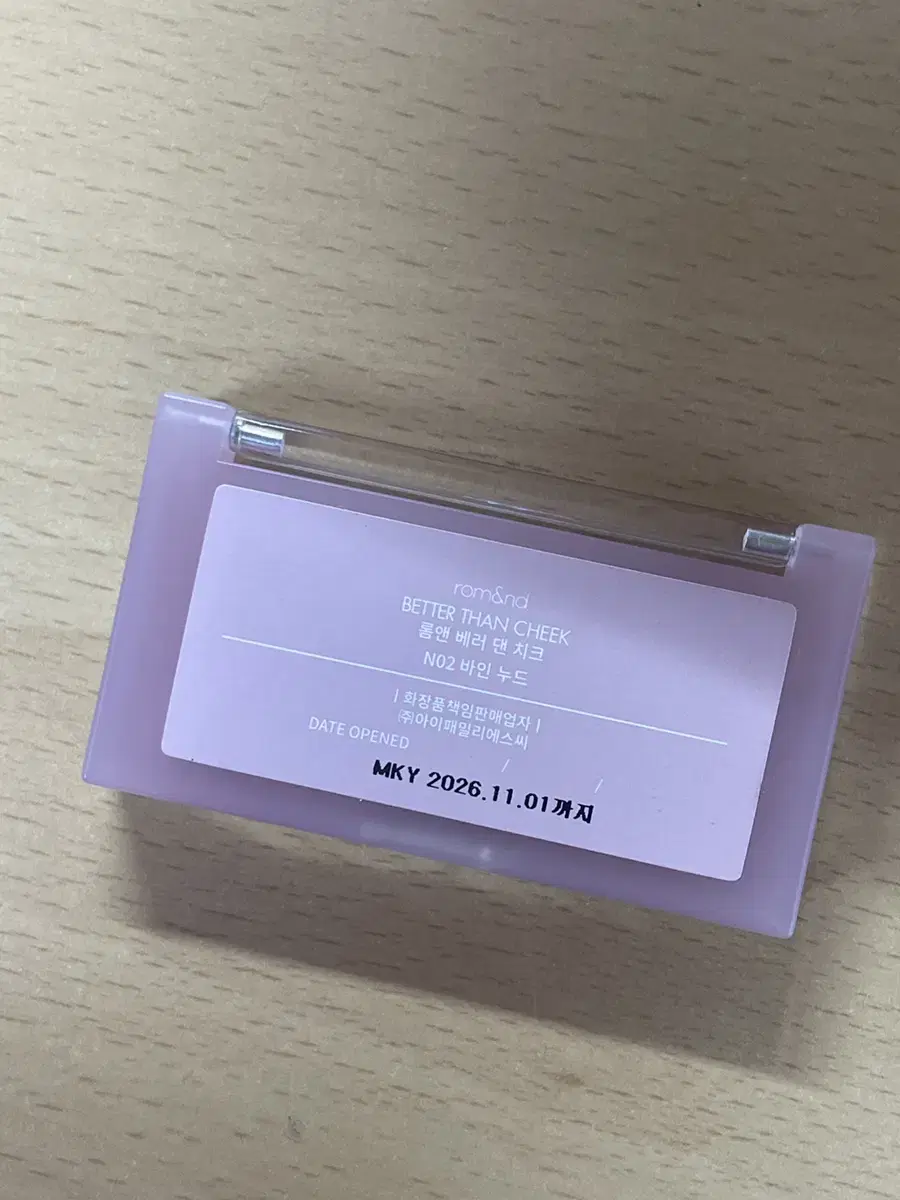 rom&nd
BETTER THAN CHEEK
롬앤 베러 댄 치크
N02 바인 누드
| 화장품책임판매업자 |
㈜아이패밀리에스씨
DATE OPENED / /
MKY 2026.11.01까지